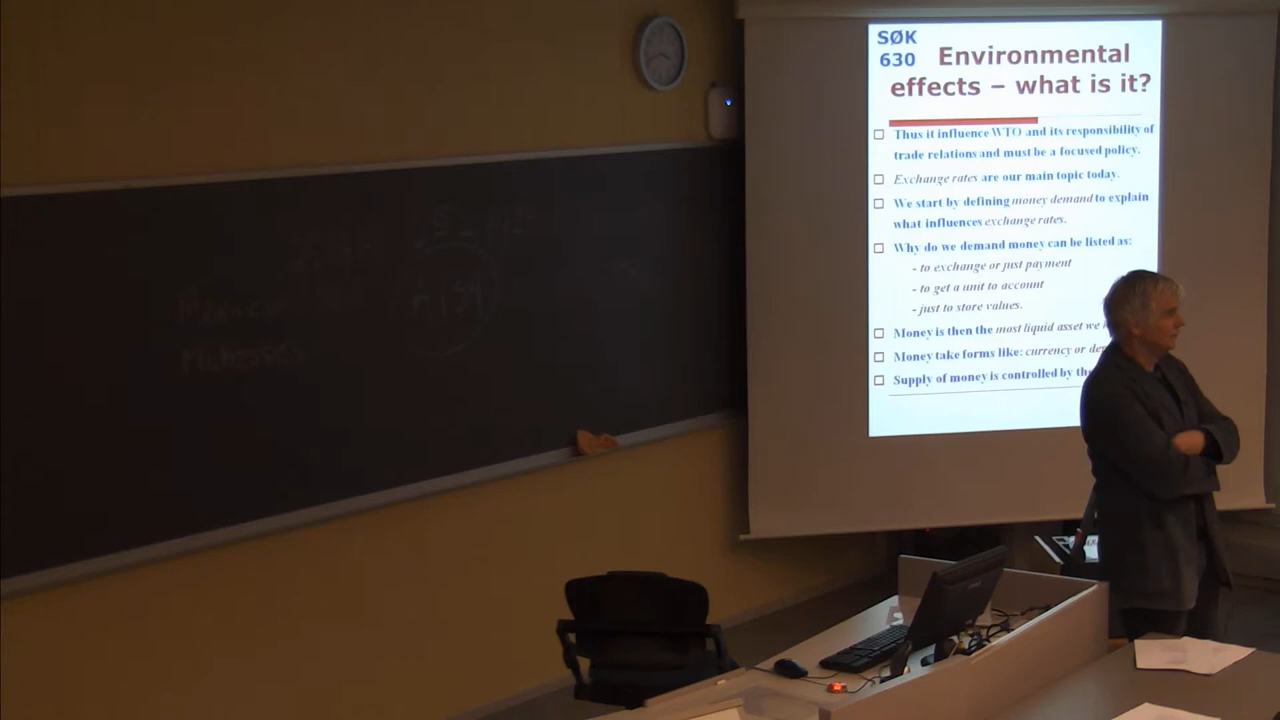 SØK
630
Environmental
effects – what is it?
Thus it influence WTO and its responsibility of
trade relations and must be a focused policy.
Exchange rates are our main topic today.
We start by defining money demand to explain
what influences exchange rates.
Why do we demand money can be listed as:
- to exchange or just payment
- to get a unit to account
- just to store values.
Money is then the most liquid asset we
Money take forms like: currency or
Supply of money is controlled by